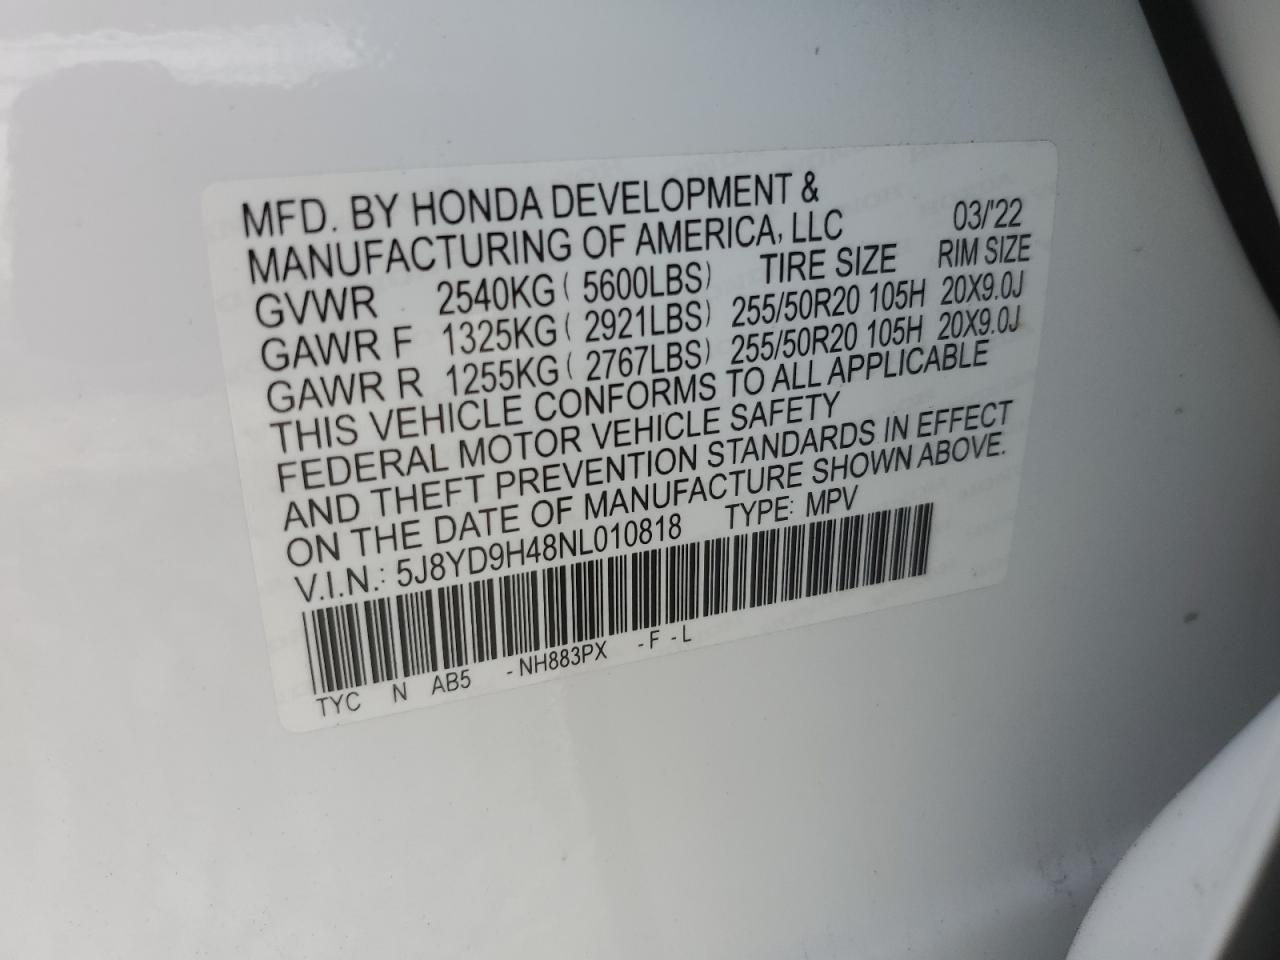 MFD. BY HONDA DEVELOPMENT &
MANUFACTURING OF AMERICA, LLC 03/'22
GVWR 2540KG ( 5600LBS) TIRE SIZE RIM SIZE
GAWR F 1325KG ( 2921LBS) 255/50R20 105H 20X9.0J
GAWR R 1255KG ( 2767LBS) 255/50R20 105H 20X9.0J
THIS VEHICLE CONFORMS TO ALL APPLICABLE
FEDERAL MOTOR VEHICLE SAFETY
AND THEFT PREVENTION STANDARDS IN EFFECT
ON THE DATE OF MANUFACTURE SHOWN ABOVE.
V.I.N.: 5J8YD9H48NL010818 TYPE: MPV
TYC N AB5 -NH883PX -F -L